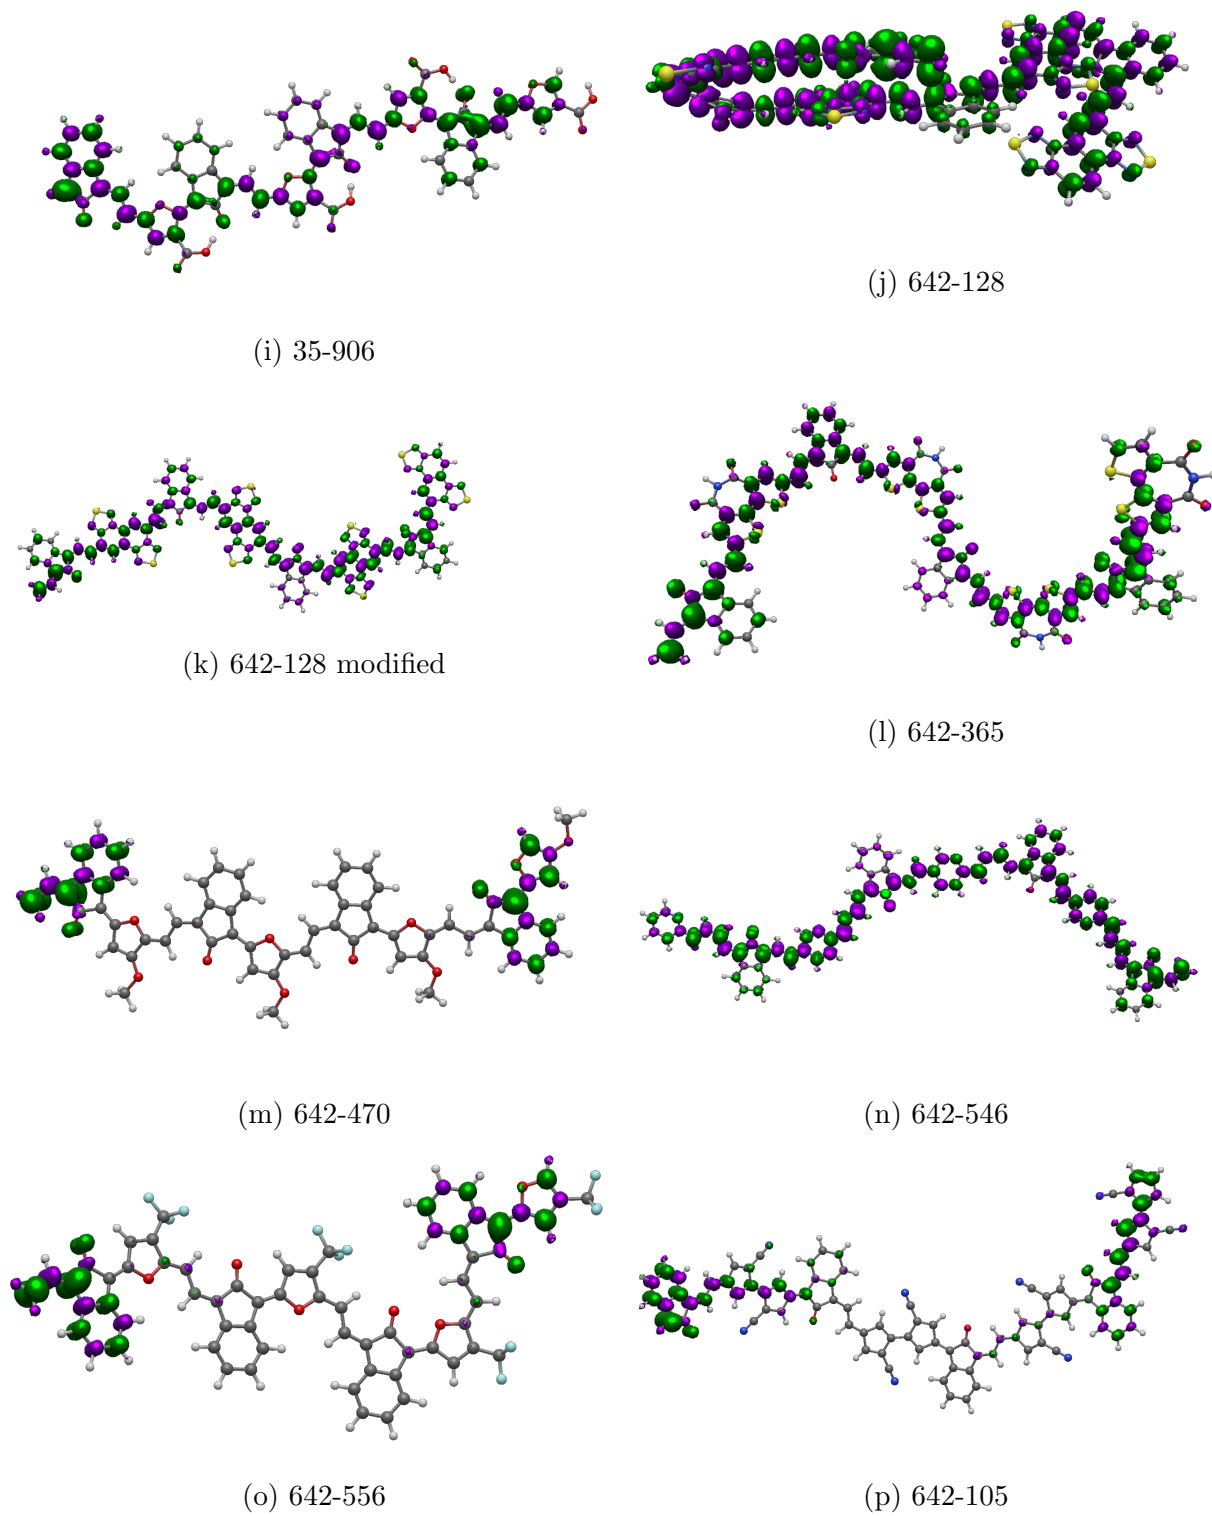 (i) 35-906
(j) 642-128
(k) 642-128 modified
(l) 642-365
(m) 642-470
(n) 642-546
(o) 642-556
(p) 642-105